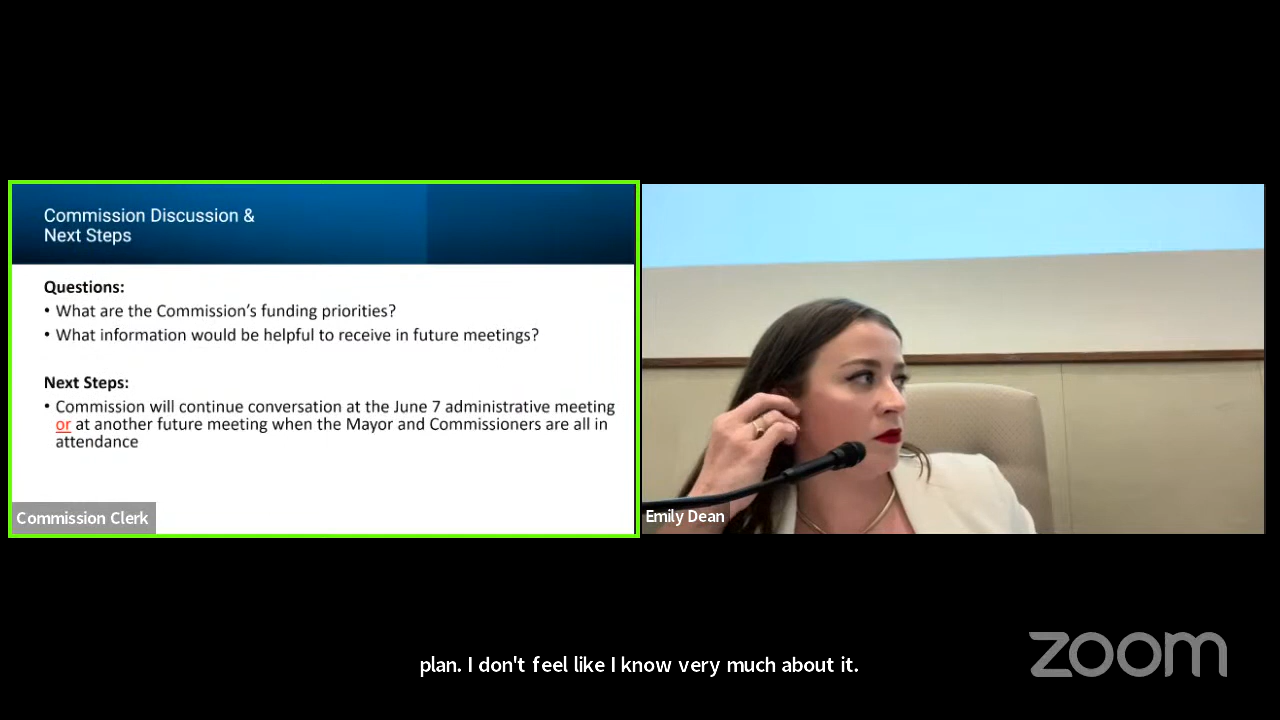 Commission Discussion &
Next Steps
Questions:
• What are the Commission's funding priorities?
• What information would be helpful to receive in future meetings?
Next Steps:
• Commission will continue conversation at the June 7 administrative meeting
or at another future meeting when the Mayor and Commissioners are all in
attendance
Commission Clerk
Emily Dean
plan. I don't feel like I know very much about it.
zoom